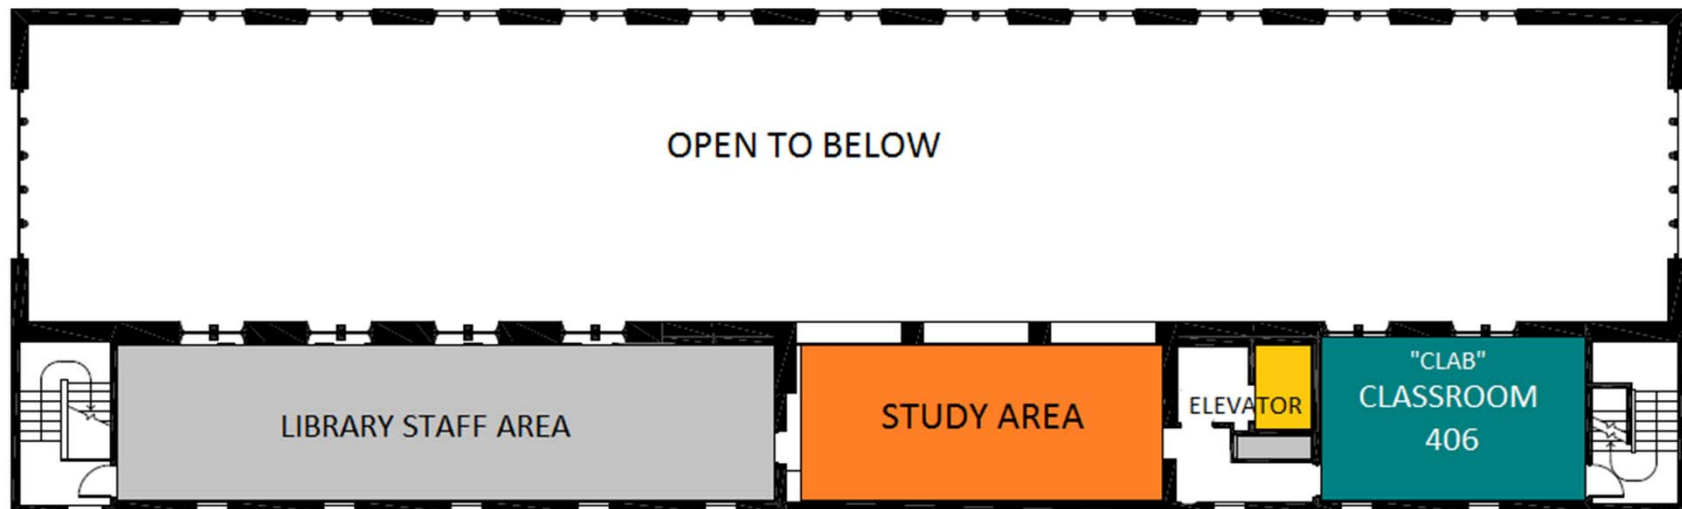 OPEN TO BELOW
LIBRARY STAFF AREA
STUDY AREA
ELEVATOR
"CLAB"
CLASSROOM
406